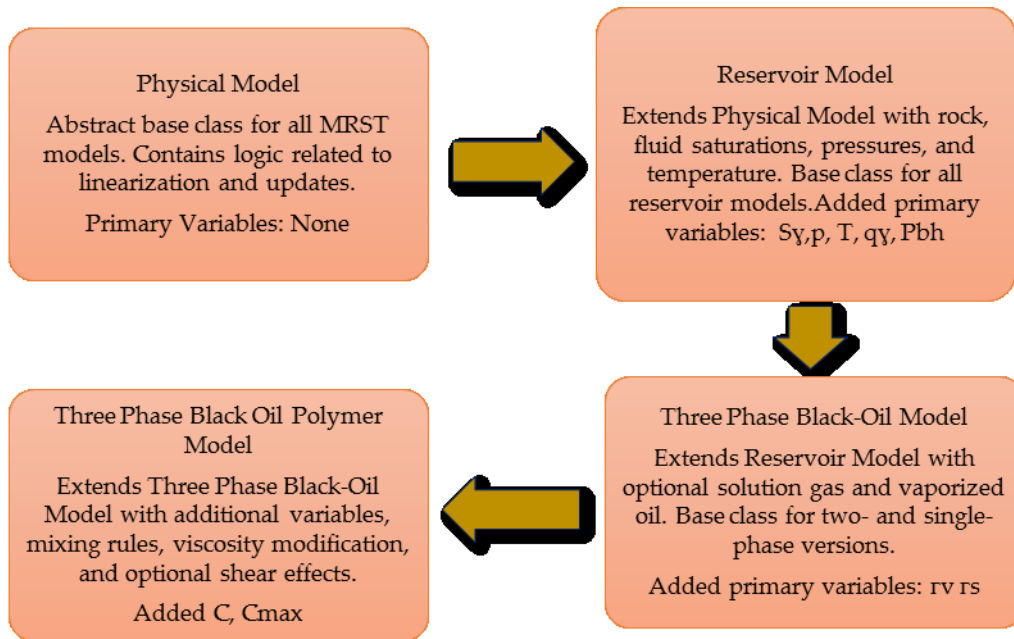 Physical Model
Abstract base class for all MRST
models. Contains logic related to
linearization and updates.
Primary Variables: None
Reservoir Model
Extends Physical Model with rock,
fluid saturations, pressures, and
temperature. Base class for all
reservoir models.Added primary
variables:  Sɣ,p, T, qɣ, Pbh
Three Phase Black-Oil Model
Extends Reservoir Model with
optional solution gas and vaporized
oil. Base class for two- and single-
phase versions.
Added primary variables: rv rs
Three Phase Black Oil Polymer
Model
Extends Three Phase Black-Oil
Model with additional variables,
mixing rules, viscosity modification,
and optional shear effects.
Added C, Cmax